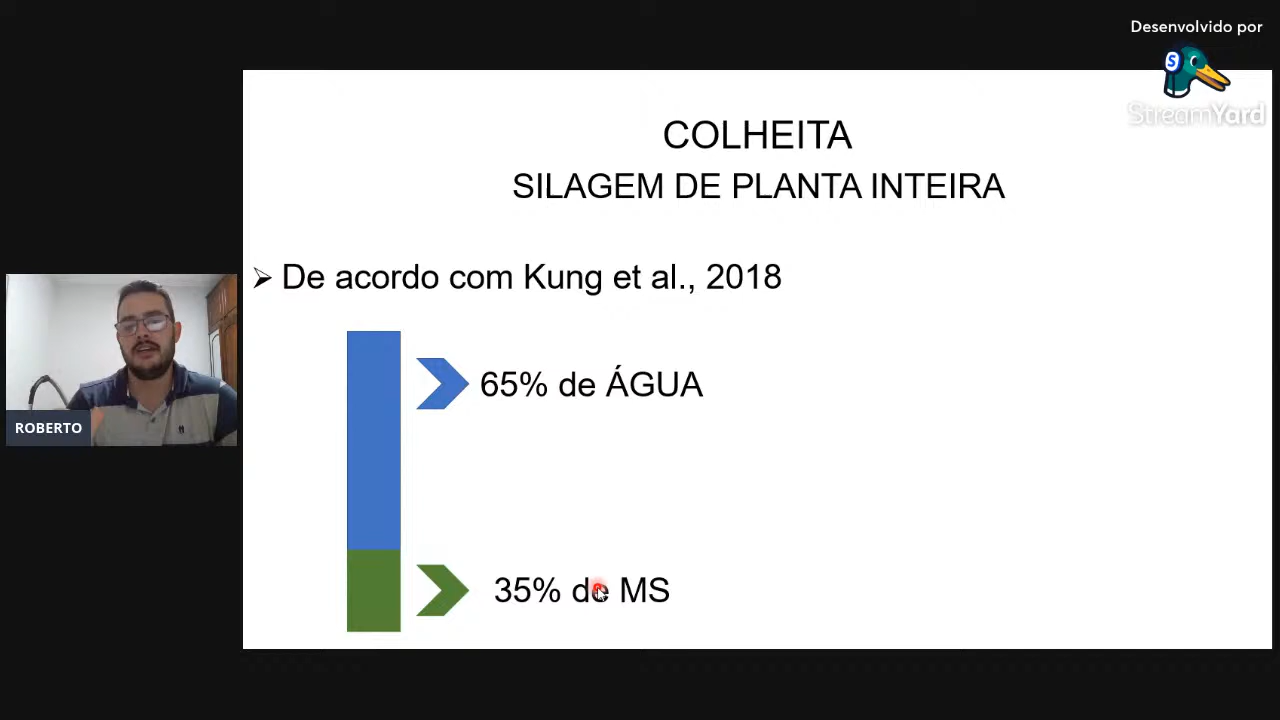 Desenvolvido por
S
StreamYard
COLHEITA
SILAGEM DE PLANTA INTEIRA
De acordo com Kung et al., 2018
65% de ÁGUA
ROBERTO
35% de MS